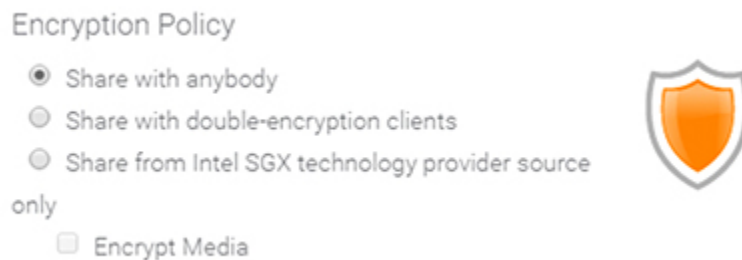 Encryption Policy
Share with anybody
Share with double-encryption clients
Share from Intel SGX technology provider source
only
Encrypt Media